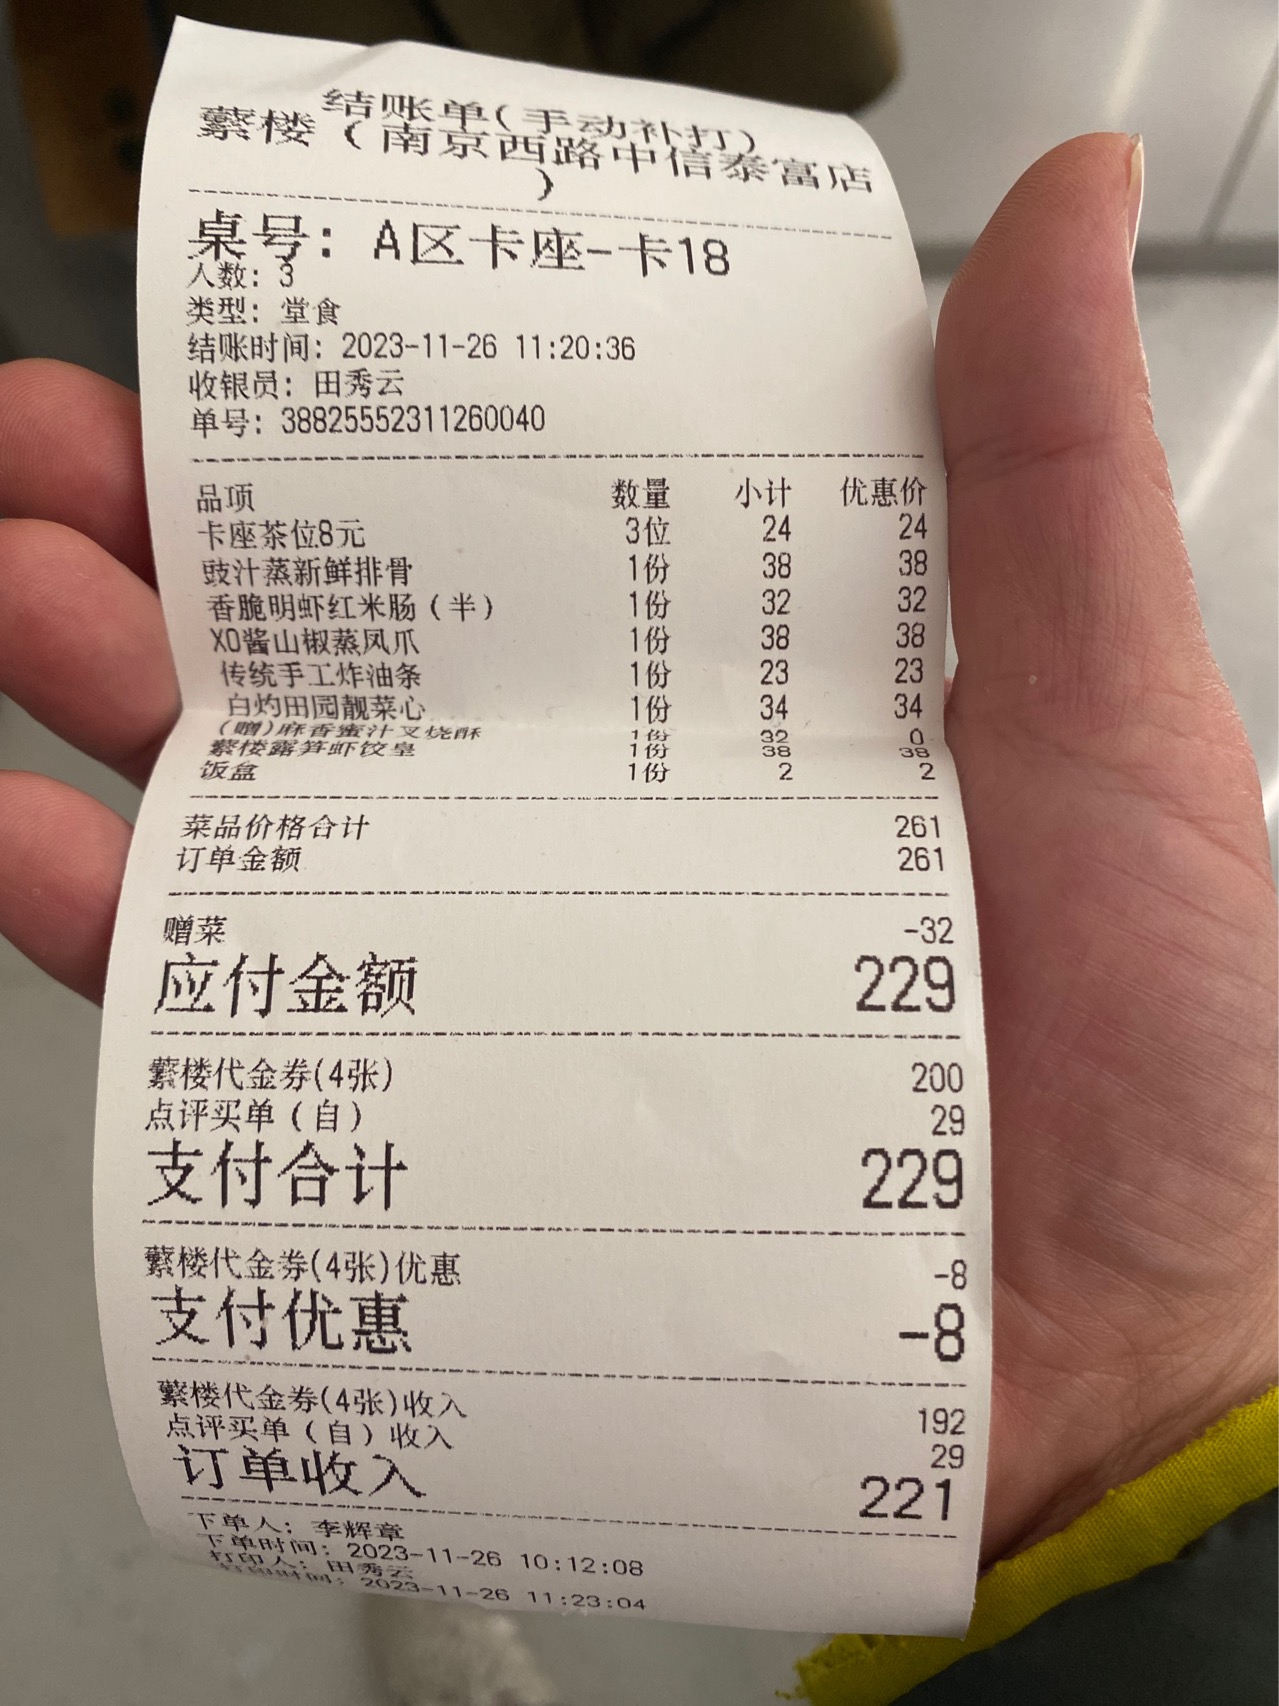 结账单(手动补打)
蘩楼（南京西路中信泰富店
）
桌号: A区卡座-卡18
人数: 3
类型: 堂食
结账时间: 2023-11-26 11:20:36
收银员: 田秀云
单号: 38825552311260040
品项 数量 小计 优惠价
卡座茶位8元 3位 24 24
豉汁蒸新鲜排骨 1份 38 38
香脆明虾红米肠（半） 1份 32 32
XO酱山椒蒸凤爪 1份 38 38
传统手工炸油条 1份 23 23
白灼田园靓菜心 1份 34 34
(赠)麻香蜜汁叉烧酥 1份 32 0
蘩楼露笋虾饺皇 1份 38 38
饭盒 1份 2 2
菜品价格合计 261
订单金额 261
赠菜 -32
应付金额 229
蘩楼代金券(4张) 200
点评买单（自） 29
支付合计 229
蘩楼代金券(4张)优惠 -8
支付优惠 -8
蘩楼代金券(4张)收入 192
点评买单（自）收入 29
订单收入 221
下单人: 李辉章
下单时间: 2023-11-26 10:12:08
打印人: 田秀云
打印时间: 2023-11-26 11:23:04